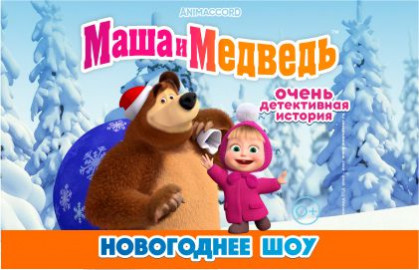 ANIMACCORD
Маша и Медведь
очень
детективная
история
0+
НОВОГОДНЕЕ ШОУ